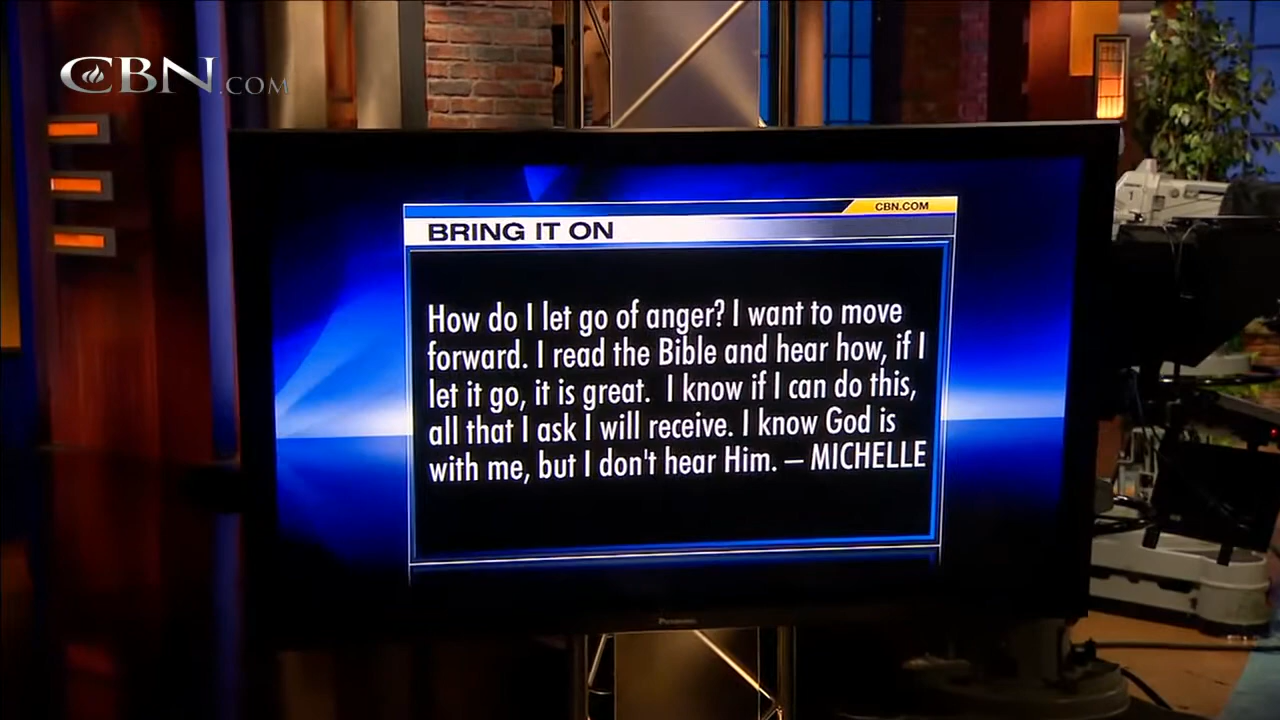 CBN.COM
CBN.COM
BRING IT ON
How do I let go of anger? I want to move
forward. I read the Bible and hear how, if I
let it go, it is great. I know if I can do this,
all that I ask I will receive. I know God is
with me, but I don't hear Him. – MICHELLE
Panasonic